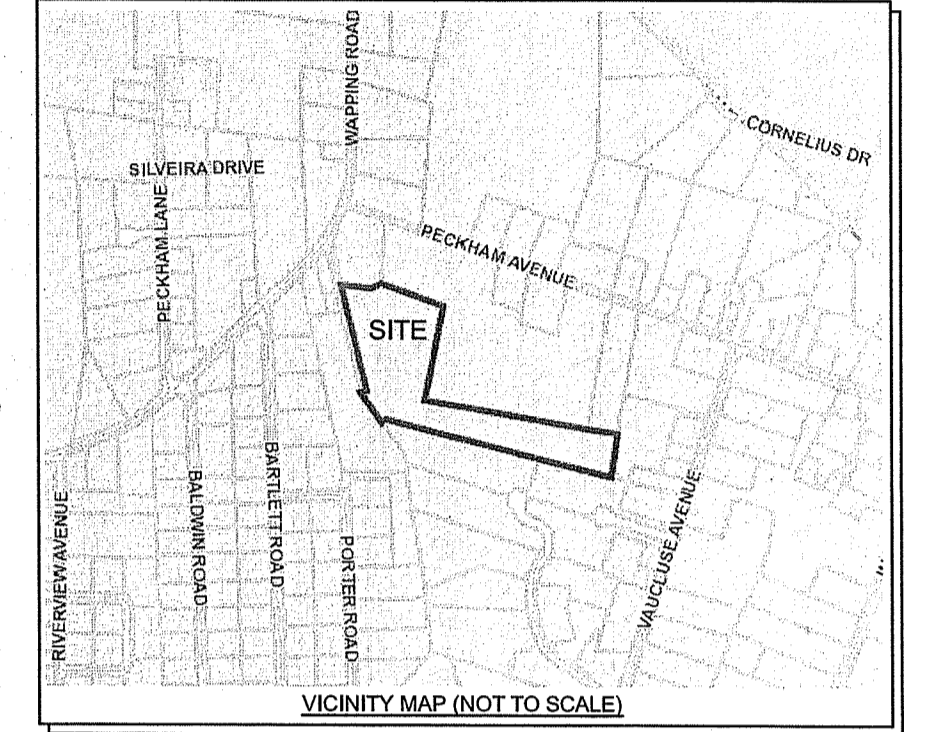 WAPPING ROAD
CORNELIUS DR
SILVEIRA DRIVE
PECKHAM LANE
PECKHAM AVENUE
SITE
RIVERVIEW AVENUE
BALDWIN ROAD
BARTLETT ROAD
PORTER ROAD
VAUCLUSE AVENUE
VICINITY MAP (NOT TO SCALE)